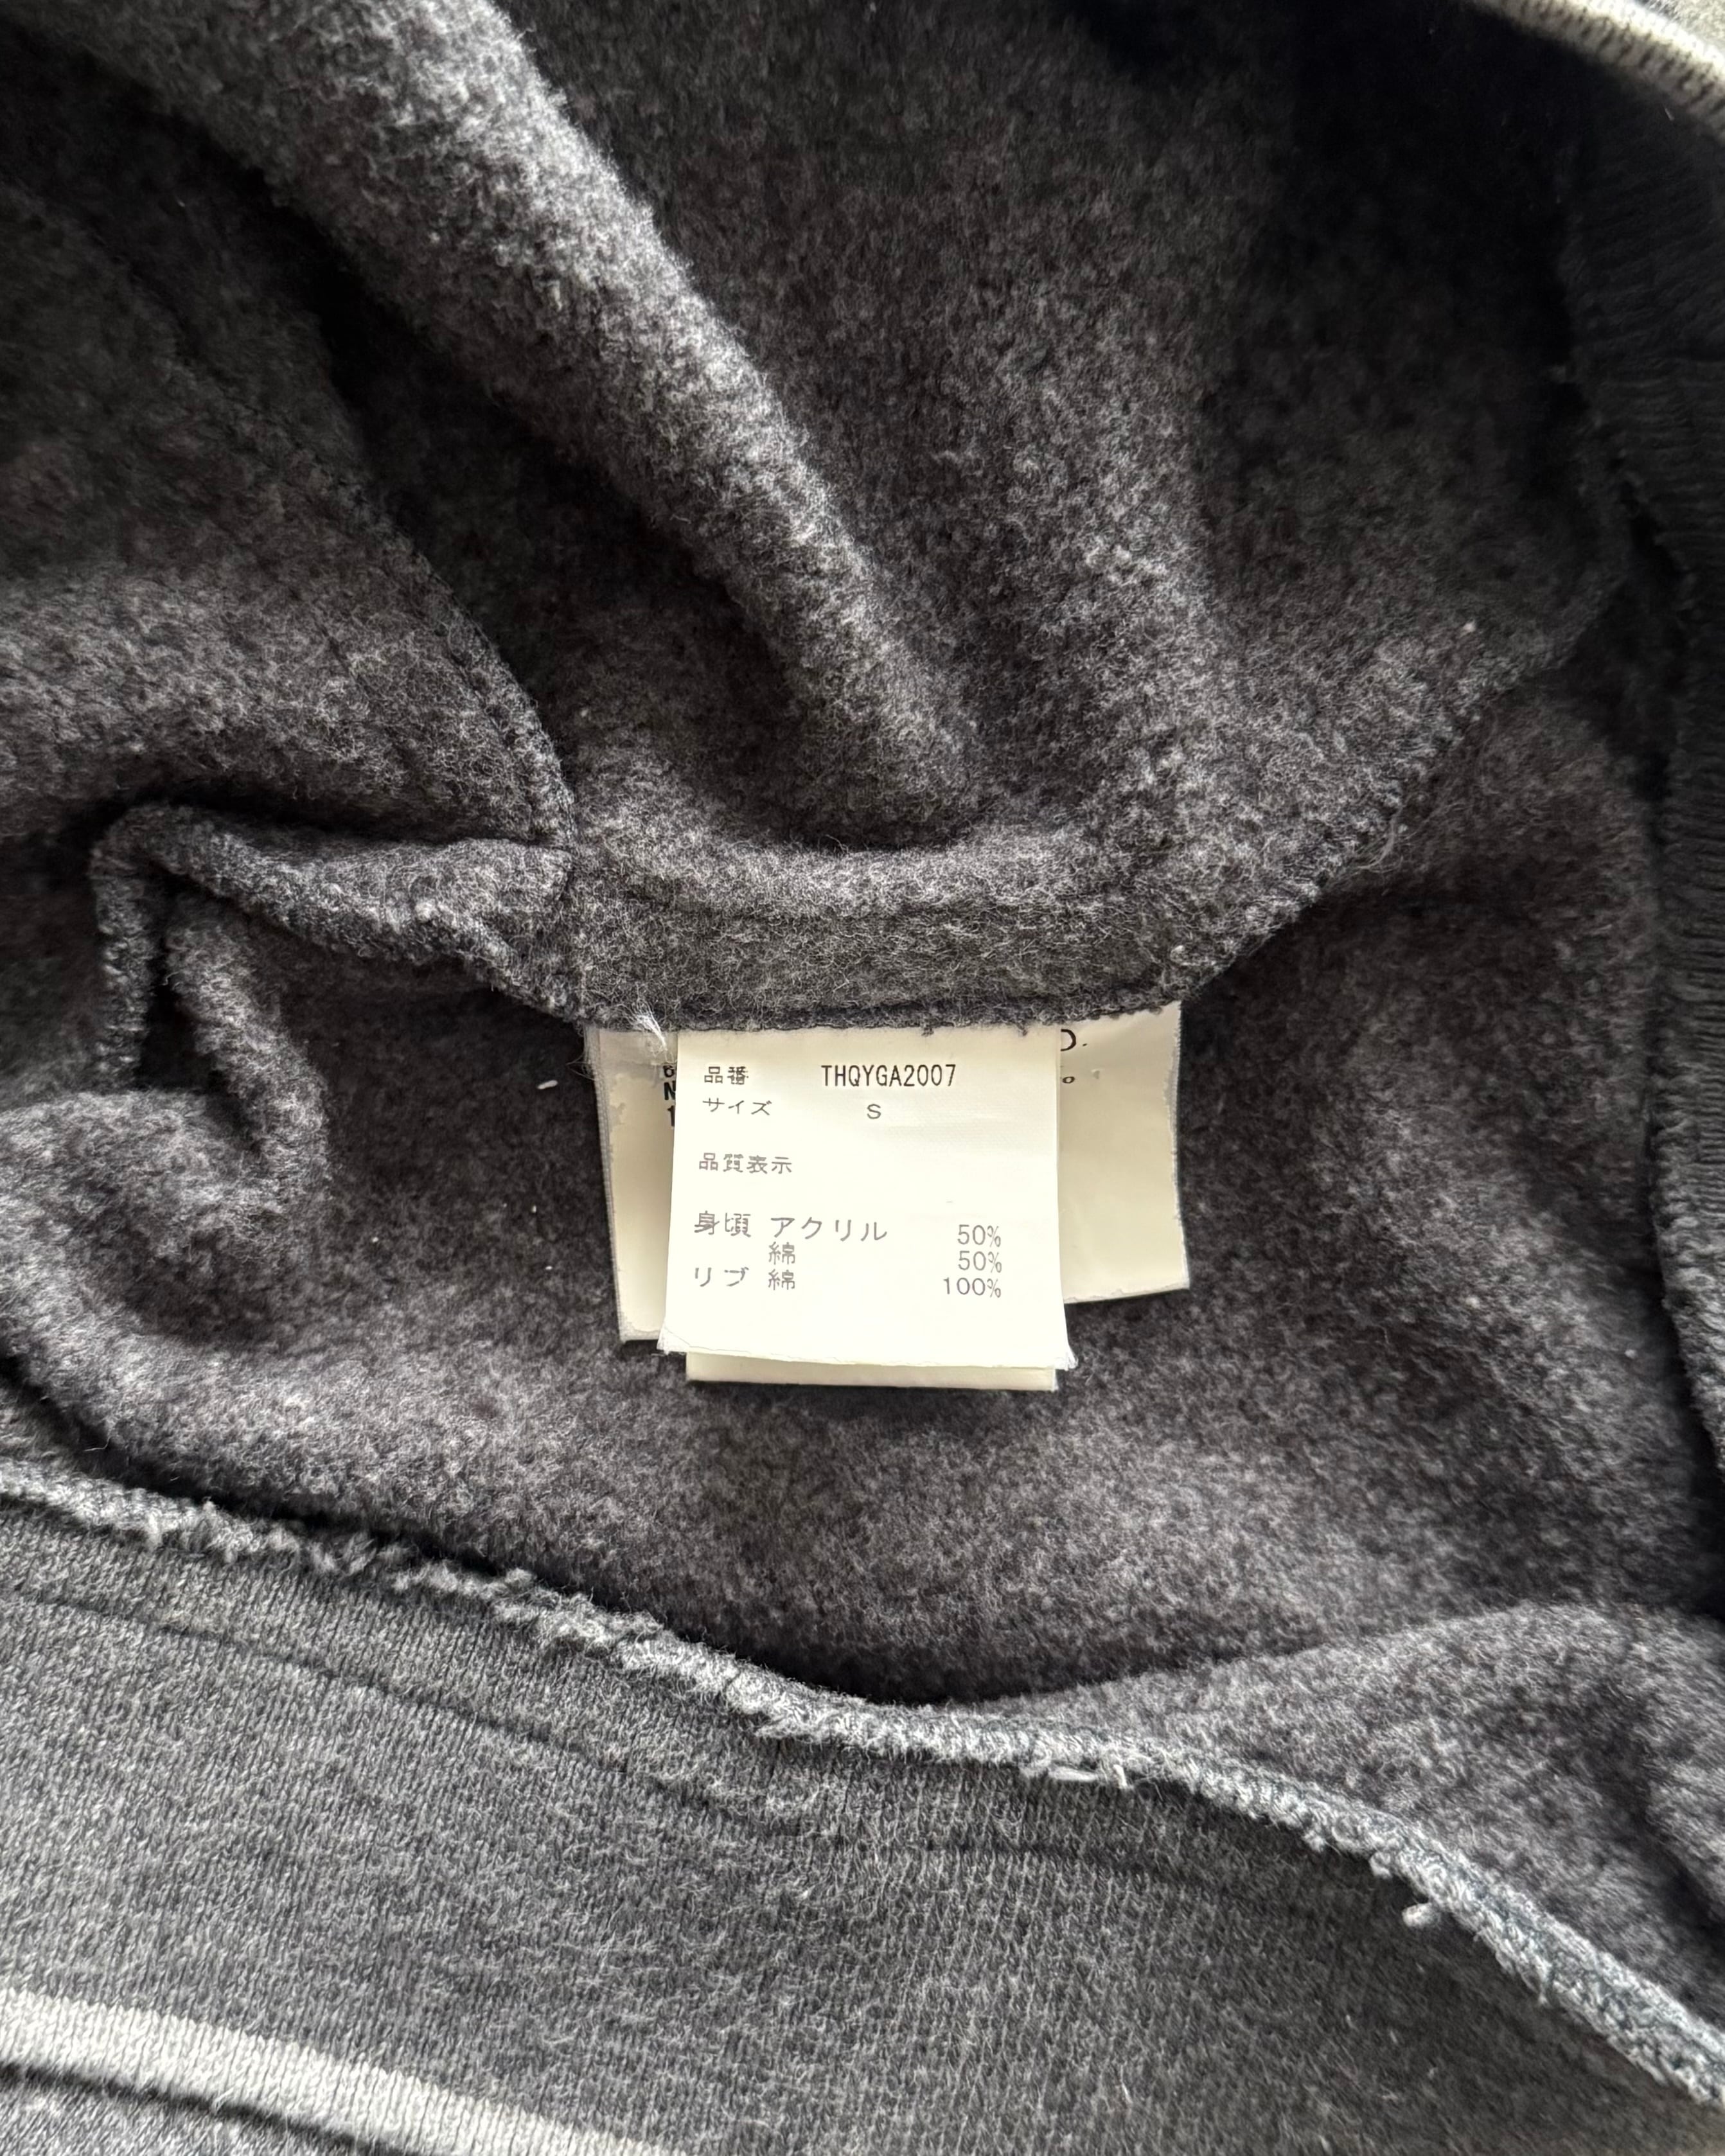 品番 THQYGA2007
サイズ S
品質表示
身頃 アクリル 50%
綿 50%
リブ 綿 100%